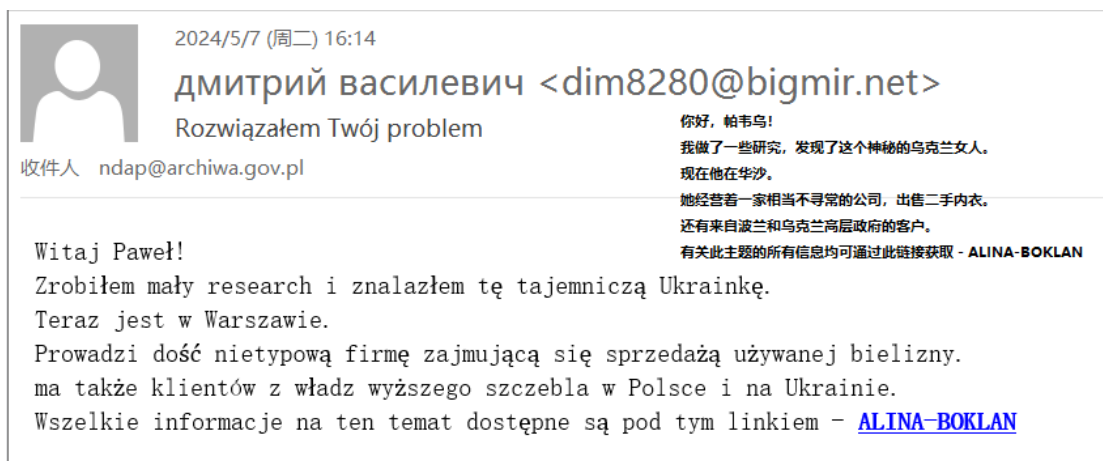 2024/5/7 (周二) 16:14
дмитрий василевич <dim8280@bigmir.net>
Rozwiązałem Twój problem
收件人 ndap@archiwa.gov.pl
你好，帕韦乌！
我做了一些研究，发现了这个神秘的乌克兰女人。
现在他在华沙。
她经营着一家相当不寻常的公司，出售二手内衣。
还有来自波兰和乌克兰高层政府的客户。
有关此主题的所有信息均可通过此链接获取 - ALINA-BOKLAN
Witaj Paweł!
Zrobiłem mały research i znalazłem tę tajemniczą Ukrainkę.
Teraz jest w Warszawie.
Prowadzi dość nietypową firmę zajmującą się sprzedażą używanej bielizny.
ma także klientów z władz wyższego szczebla w Polsce i na Ukrainie.
Wszelkie informacje na ten temat dostępne są pod tym linkiem – ALINA-BOKLAN